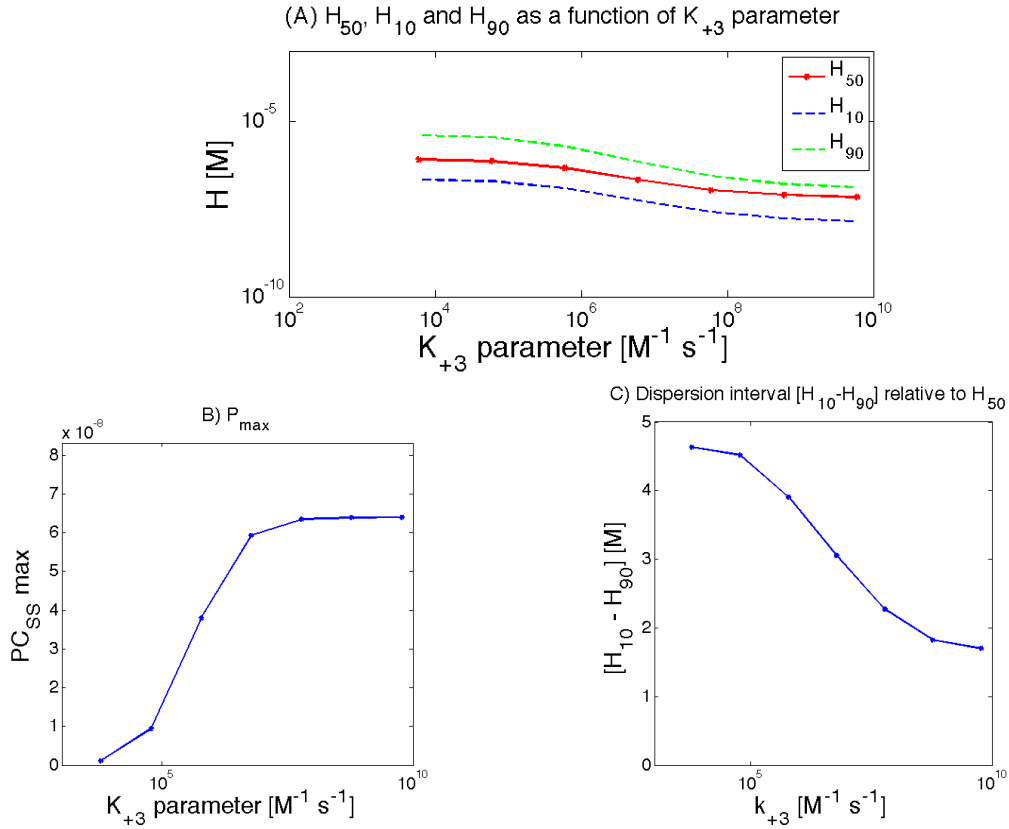 (A) H50, H10 and H90 as a function of K+3 parameter
H50
H10
H90
10^-5
10^-10
H [M]
10^2
10^4
10^6
10^8
10^10
K+3 parameter [M^-1 s^-1]
B) Pmax
x 10^-8
8
7
6
5
4
3
2
1
0
PCSS max
10^5
10^10
K+3 parameter [M^-1 s^-1]
C) Dispersion interval [H10-H90] relative to H50
5
4
3
2
1
0
[H10 - H90] [M]
10^5
10^10
k+3 [M^-1 s^-1]